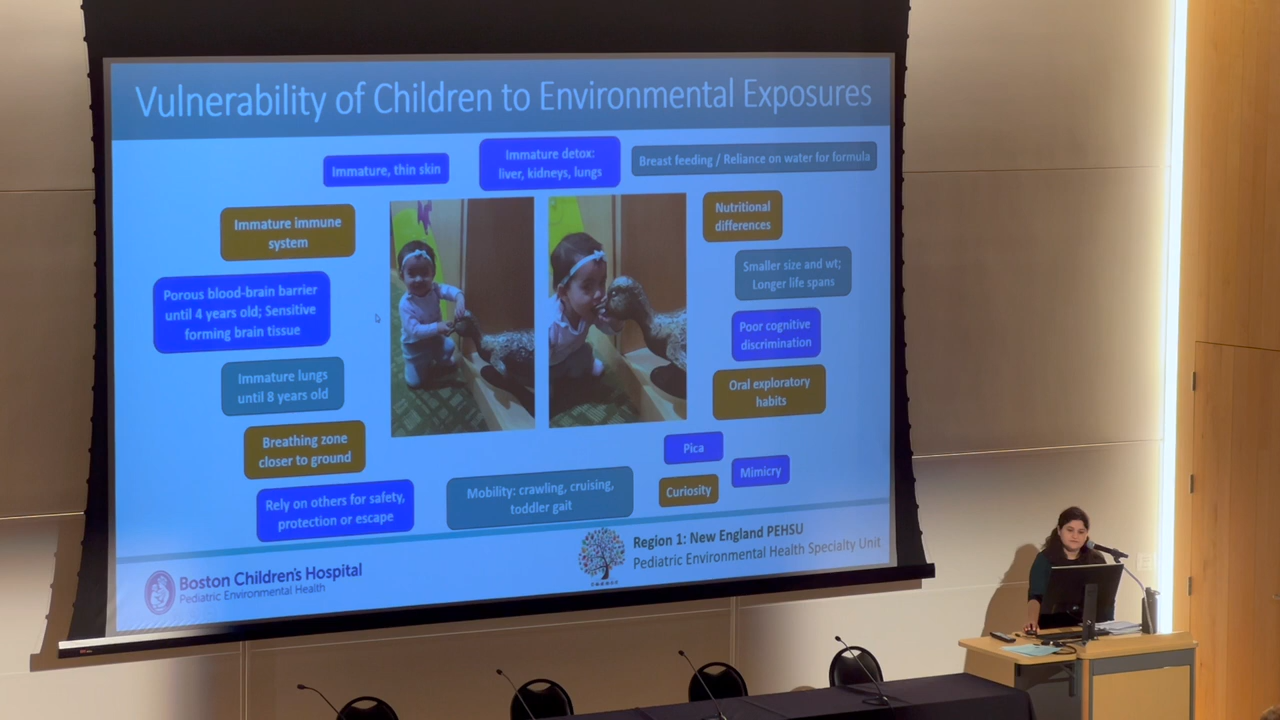 Vulnerability of Children to Environmental Exposures
Immature, thin skin
Immature detox:
liver, kidneys, lungs
Breast feeding / Reliance on water for formula
Immature immune
system
Nutritional
differences
Porous blood-brain barrier
until 4 years old; Sensitive
forming brain tissue
Smaller size and wt;
Longer life spans
Poor cognitive
discrimination
Immature lungs
until 8 years old
Oral exploratory
habits
Breathing zone
closer to ground
Pica
Mimicry
Curiosity
Rely on others for safety,
protection or escape
Mobility: crawling, cruising,
toddler gait
Boston Children's Hospital
Pediatric Environmental Health
Region 1: New England PEHSU
Pediatric Environmental Health Specialty Unit